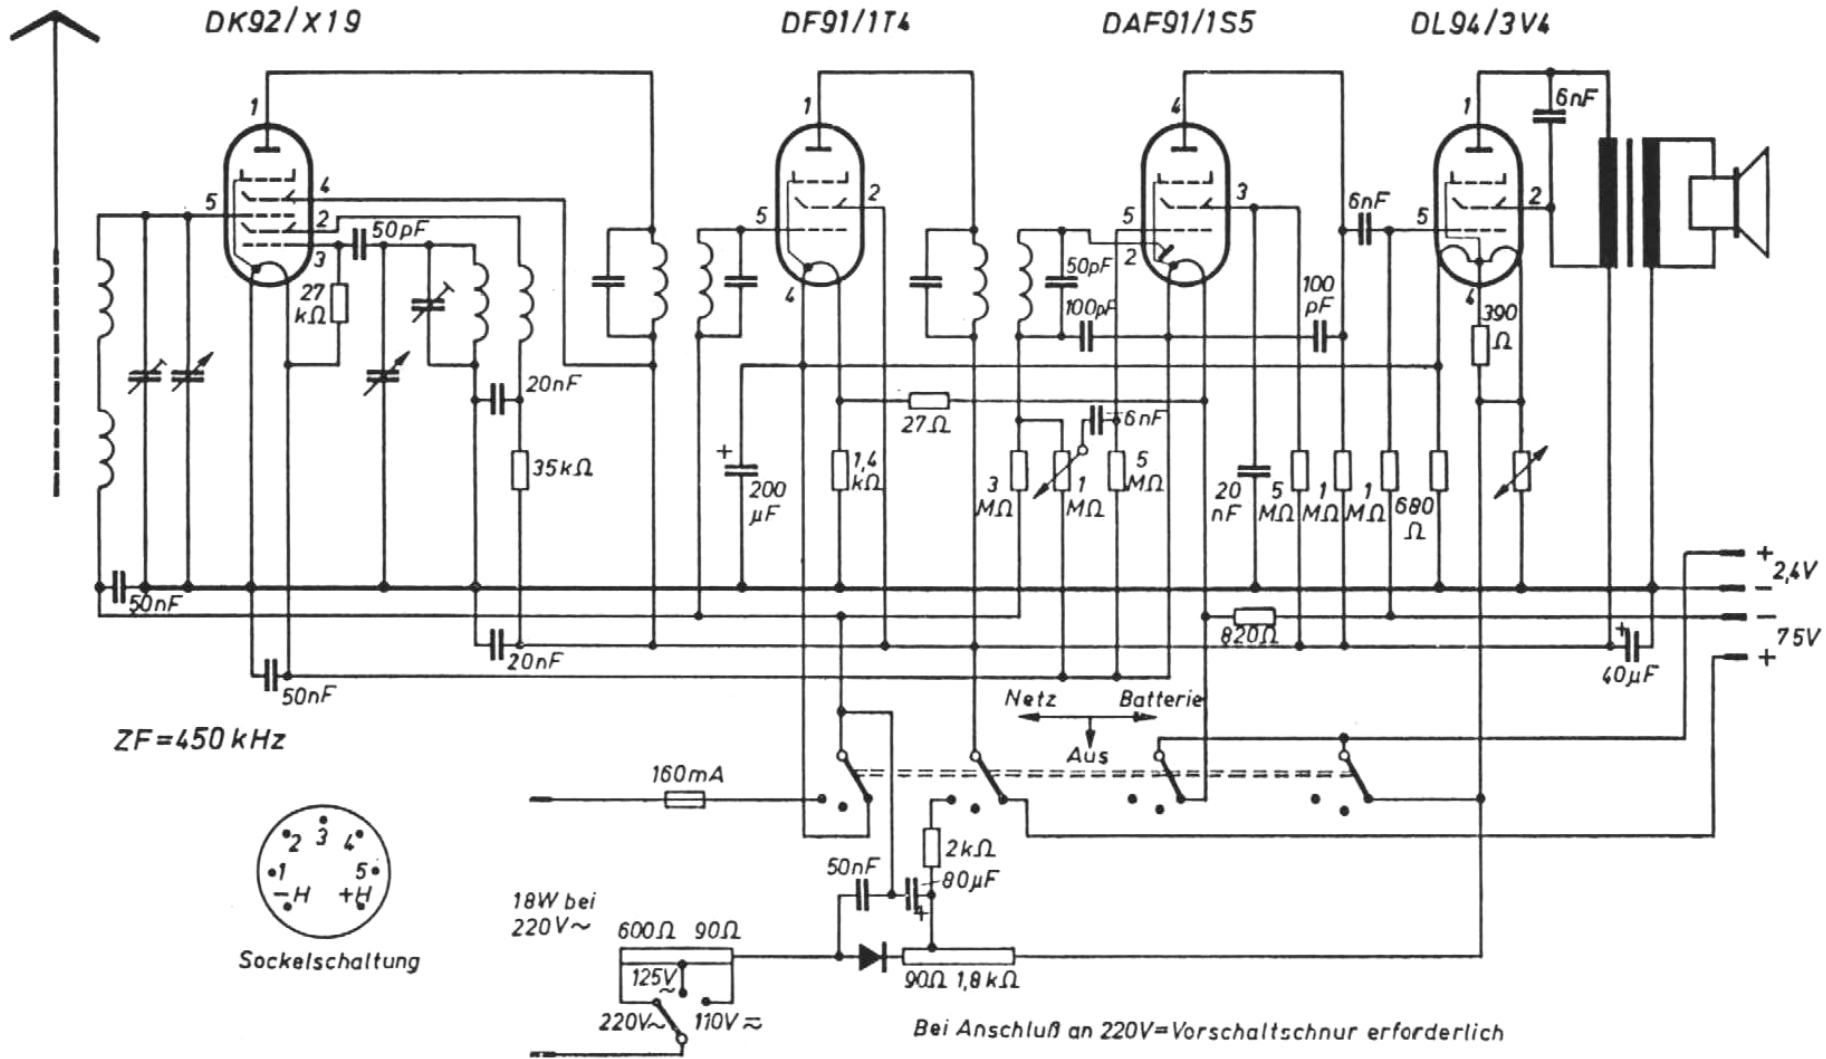 DK92/X19
DF91/1T4
DAF91/1S5
DL94/3V4
1
1
4
1
6nF
5
4
2
3
50pF
27
kΩ
5
2
4
3
5
2
50pF
100pF
100
pF
6nF
5
2
4
390
Ω
20nF
35kΩ
27Ω
6nF
+
200
µF
1,4
kΩ
3
MΩ
1
MΩ
5
MΩ
20
nF
5
MΩ
1
MΩ
1
MΩ
680
Ω
50nF
+
2,4V
−
−
75V
+
820Ω
+
40µF
20nF
50nF
ZF=450 kHz
Netz
Batterie
Aus
160mA
2 3 4
1 5
−H +H
Sockelschaltung
50nF
2kΩ
80µF
+
18W bei
220V~
600Ω 90Ω
125V
~
220V~
110V≂
90Ω 1,8kΩ
Bei Anschluß an 220V=Vorschaltschnur erforderlich